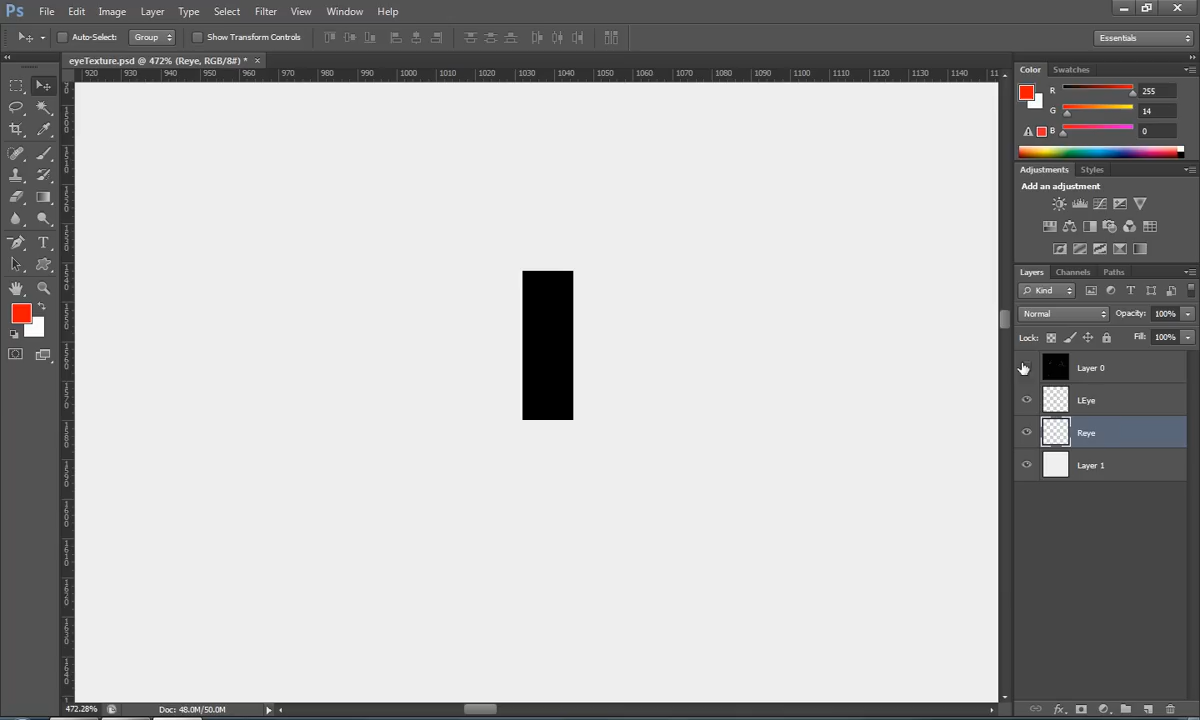 Ps File Edit Image Layer Type Select Filter View Window Help
Auto-Select: Group Show Transform Controls Essentials
eyeTexture.psd @ 472% (Reye, RGB/8#) * ×
920 930 940 950 960 970 980 990 1000 1010 1020 1030 1040 1050 1060 1070 1080 1090 1100 1110 1120 1130 1140 11
Color Swatches
R 255
G 14
B 0
Adjustments Styles
Add an adjustment
Layers Channels Paths
Kind
Normal Opacity: 100%
Lock: Fill: 100%
Layer 0
LEye
Reye
Layer 1
472.28% Doc: 48.0M/50.0M